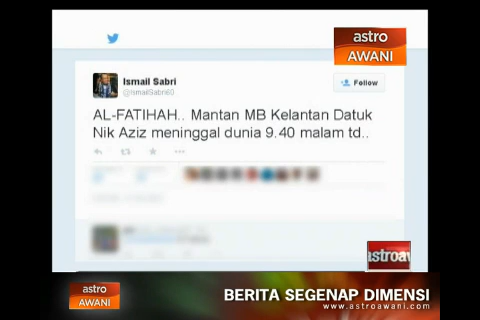 astro
AWANI
Ismail Sabri
@IsmailSabri60
Follow
AL-FATIHAH.. Mantan MB Kelantan Datuk
Nik Aziz meninggal dunia 9.40 malam td..
astroaw
astro
AWANI
BERITA SEGENAP DIMENSI
www.astroawani.com